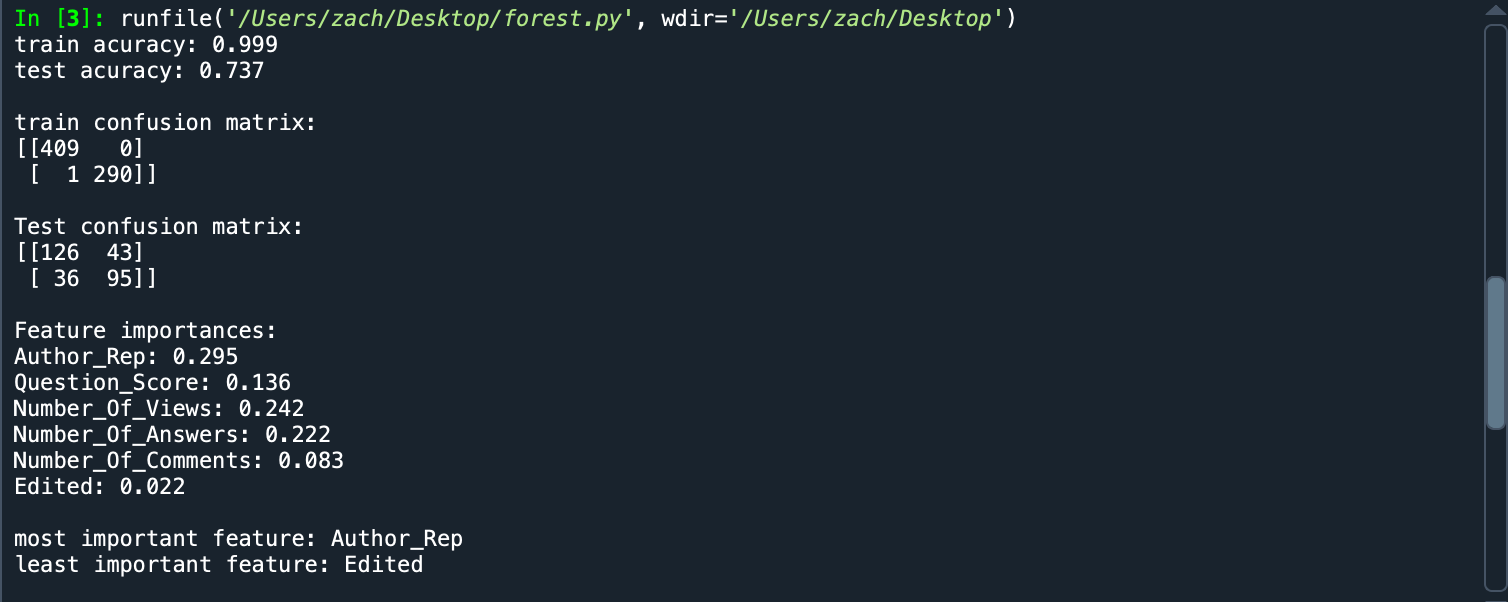 In [3]: runfile('/Users/zach/Desktop/forest.py', wdir='/Users/zach/Desktop')
train acuracy: 0.999
test acuracy: 0.737

train confusion matrix:
[[409   0]
 [  1 290]]

Test confusion matrix:
[[126  43]
 [ 36  95]]

Feature importances:
Author_Rep: 0.295
Question_Score: 0.136
Number_Of_Views: 0.242
Number_Of_Answers: 0.222
Number_Of_Comments: 0.083
Edited: 0.022

most important feature: Author_Rep
least important feature: Edited